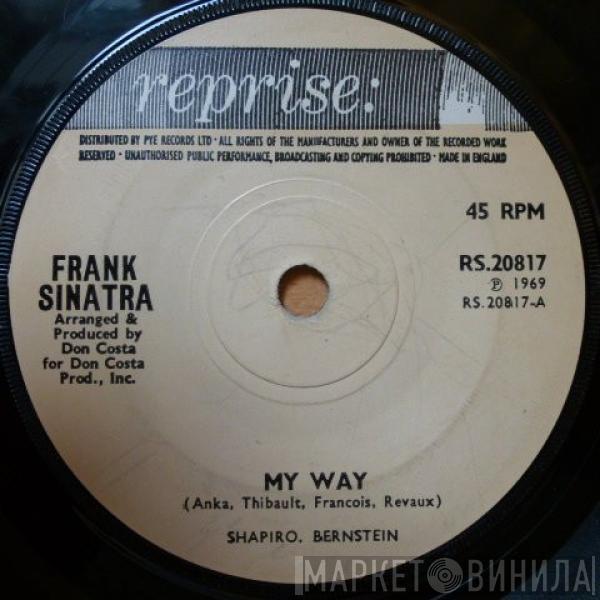 reprise:
DISTRIBUTED BY PYE RECORDS LTD · ALL RIGHTS OF THE MANUFACTURERS AND OWNER OF THE RECORDED WORK
RESERVED · UNAUTHORISED PUBLIC PERFORMANCE, BROADCASTING AND COPYING PROHIBITED · MADE IN ENGLAND
45 RPM
RS.20817
℗ 1969
RS.20817-A
FRANK
SINATRA
Arranged &
Produced by
Don Costa
for Don Costa
Prod., Inc.
MY WAY
(Anka, Thibault, Francois, Revaux)
SHAPIRO, BERNSTEIN
МАРКЕТ ВИНИЛА